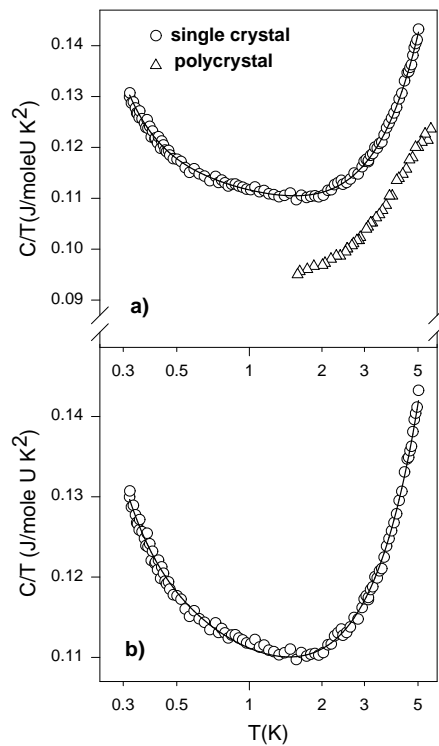 single crystal
polycrystal
0.14
0.13
0.12
0.11
0.10
0.09
C/T(J/moleU K²)
a)
0.3 0.5 1 2 3 5
0.14
0.13
0.12
0.11
C/T (J/mole U K²)
b)
0.3 0.5 1 2 3 5
T(K)